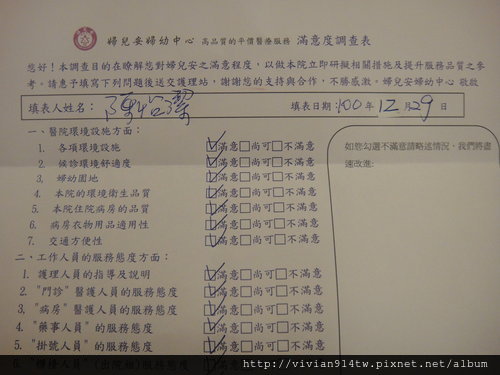 婦兒安婦幼中心 高品質的平價醫療服務 滿意度調查表
您好！本調查目的在瞭解您對婦兒安之滿意程度，以做本院立即研擬相關措施及提升服務品質之參
考。請惠予填寫下列問題後送交護理站，謝謝您的支持與合作，不勝感激。婦兒安婦幼中心 敬啟
填表人姓名： 陳怡潔 填表日期：100年12月29日
一、醫院環境設施方面：
1. 各項環境設施 ☑滿意□尚可□不滿意
2. 候診環境舒適度 ☑滿意□尚可□不滿意
3. 婦幼園地 ☑滿意□尚可□不滿意
4. 本院的環境衛生品質 ☑滿意□尚可□不滿意
5. 本院住院病房的品質 ☑滿意□尚可□不滿意
6. 病房衣物用品適用性 ☑滿意□尚可□不滿意
7. 交通方便性 ☑滿意□尚可□不滿意
如您勾選不滿意請略述情況，我們將盡
速改進：
二、工作人員的服務態度方面：
1. 護理人員的指導及說明 ☑滿意□尚可□不滿意
2. "門診"醫護人員的服務態度 ☑滿意□尚可□不滿意
3. "病房"醫護人員的服務態度 ☑滿意□尚可□不滿意
4. "藥事人員"的服務態度 ☑滿意□尚可□不滿意
5. "掛號人員"的服務態度 ☑滿意□尚可□不滿意
http://vivian914tw.pixnet.net/album